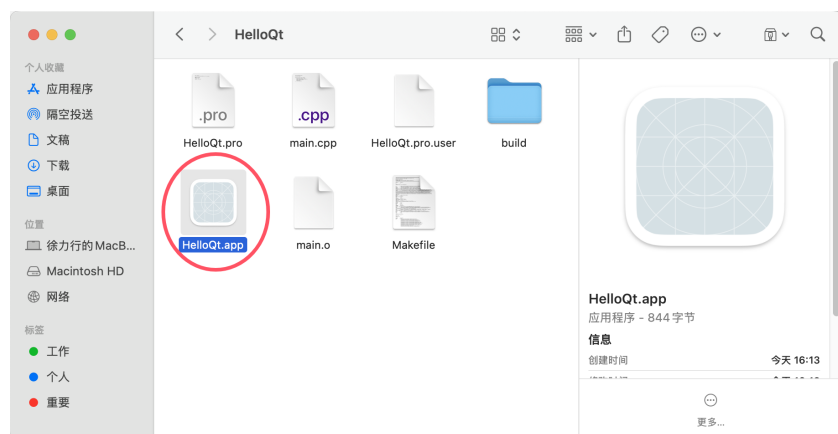 HelloQt
个人收藏
应用程序
隔空投送
文稿
下载
桌面
位置
徐力行的MacB...
Macintosh HD
网络
标签
工作
个人
重要
.pro
.cpp
HelloQt.pro
main.cpp
HelloQt.pro.user
build
HelloQt.app
main.o
Makefile
HelloQt.app
应用程序 - 844字节
信息
创建时间
今天 16:13
更多...